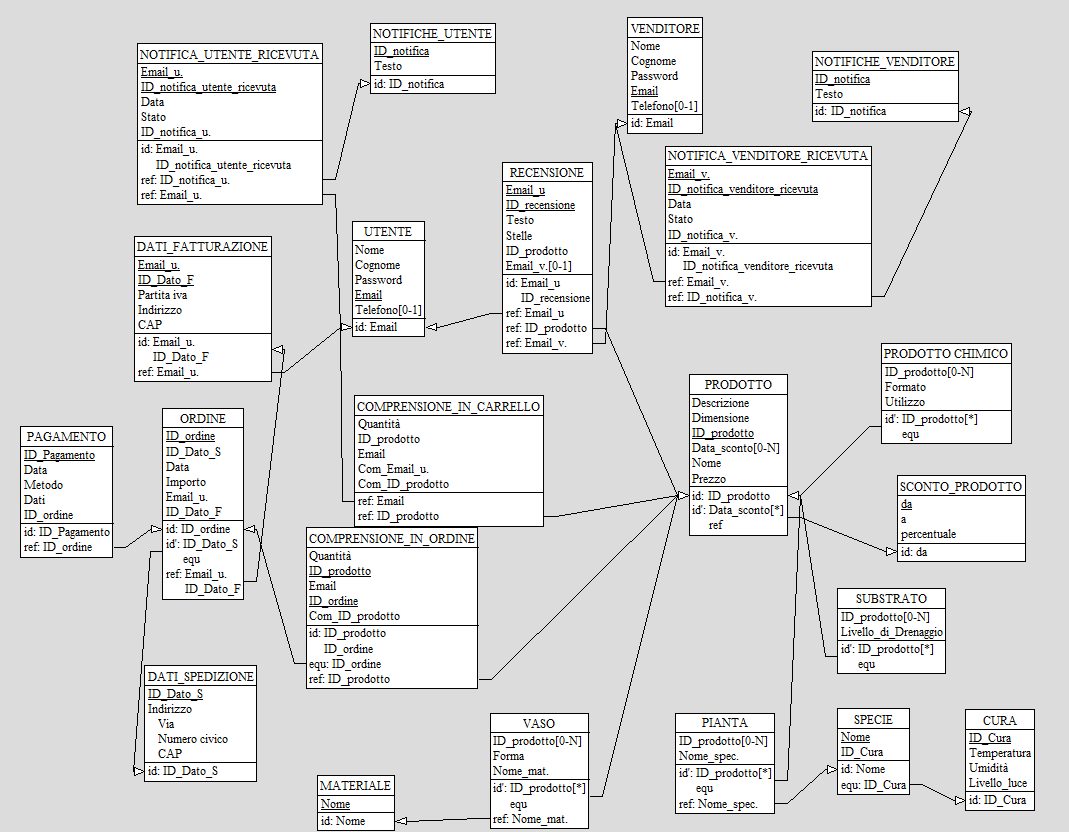 NOTIFICHE_UTENTE
ID_notifica
Testo
id: ID_notifica
NOTIFICA_UTENTE_RICEVUTA
Email_u.
ID_notifica_utente_ricevuta
Data
Stato
ID_notifica_u.
id: Email_u.
ID_notifica_utente_ricevuta
ref: ID_notifica_u.
ref: Email_u.
VENDITORE
Nome
Cognome
Password
Email
Telefono[0-1]
id: Email
NOTIFICHE_VENDITORE
ID_notifica
Testo
id: ID_notifica
NOTIFICA_VENDITORE_RICEVUTA
Email_v.
ID_notifica_venditore_ricevuta
Data
Stato
ID_notifica_v.
id: Email_v.
ID_notifica_venditore_ricevuta
ref: Email_v.
ref: ID_notifica_v.
RECENSIONE
Email_u
ID_recensione
Testo
Stelle
ID_prodotto
Email_v.[0-1]
id: Email_u
ID_recensione
ref: Email_u
ref: ID_prodotto
ref: Email_v.
UTENTE
Nome
Cognome
Password
Email
Telefono[0-1]
id: Email
DATI_FATTURAZIONE
Email_u.
ID_Dato_F
Partita iva
Indirizzo
CAP
id: Email_u.
ID_Dato_F
ref: Email_u.
PRODOTTO CHIMICO
ID_prodotto[0-N]
Formato
Utilizzo
id': ID_prodotto[*]
equ
PRODOTTO
Descrizione
Dimensione
ID_prodotto
Data_sconto[0-N]
Nome
Prezzo
id: ID_prodotto
id': Data_sconto[*]
ref
COMPRENSIONE_IN_CARRELLO
Quantità
ID_prodotto
Email
Com_Email_u.
Com_ID_prodotto
ref: Email
ref: ID_prodotto
ORDINE
ID_ordine
ID_Dato_S
Data
Importo
Email_u.
ID_Dato_F
id: ID_ordine
id': ID_Dato_S
equ
ref: Email_u.
ID_Dato_F
PAGAMENTO
ID_Pagamento
Data
Metodo
Dati
ID_ordine
id: ID_Pagamento
ref: ID_ordine
SCONTO_PRODOTTO
da
a
percentuale
id: da
COMPRENSIONE_IN_ORDINE
Quantità
ID_prodotto
Email
ID_ordine
Com_ID_prodotto
id: ID_prodotto
ID_ordine
equ: ID_ordine
ref: ID_prodotto
SUBSTRATO
ID_prodotto[0-N]
Livello_di_Drenaggio
id': ID_prodotto[*]
equ
DATI_SPEDIZIONE
ID_Dato_S
Indirizzo
Via
Numero civico
CAP
id: ID_Dato_S
VASO
ID_prodotto[0-N]
Forma
Nome_mat.
id': ID_prodotto[*]
equ
ref: Nome_mat.
PIANTA
ID_prodotto[0-N]
Nome_spec.
id': ID_prodotto[*]
equ
ref: Nome_spec.
SPECIE
Nome
ID_Cura
id: Nome
equ: ID_Cura
CURA
ID_Cura
Temperatura
Umidità
Livello_luce
id: ID_Cura
MATERIALE
Nome
id: Nome